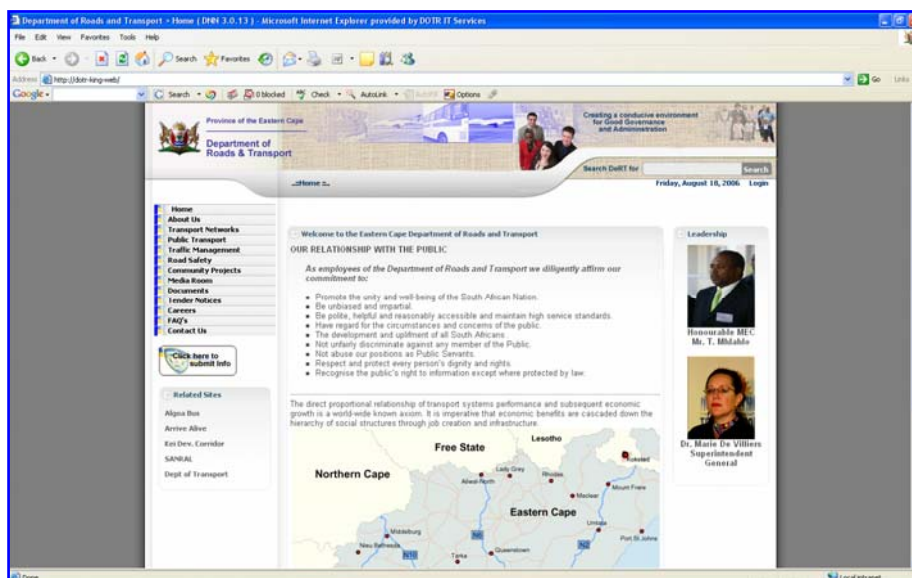 Department of Roads and Transport > Home ( DNN 3.0.13 ) - Microsoft Internet Explorer provided by DOTR IT Services
File Edit View Favorites Tools Help
Back Search Favorites
Address http://dotr-king-web/ Go Links
Google Search 0 blocked Check AutoLink Options
Province of the Eastern Cape
Department of
Roads & Transport
Creating a conducive environment
for Good Governance
and Administration
Search DoRT for Search
..::Home ::..
Friday, August 18, 2006 Login
Home
About Us
Transport Networks
Public Transport
Traffic Management
Road Safety
Community Projects
Media Room
Documents
Tender Notices
Careers
FAQ's
Contact Us
Click here to
submit info
Related Sites
Algoa Bus
Arrive Alive
Kei Dev. Corridor
SANRAL
Dept of Transport
Welcome to the Eastern Cape Department of Roads and Transport
OUR RELATIONSHIP WITH THE PUBLIC
As employees of the Department of Roads and Transport we diligently affirm our
commitment to:
Promote the unity and well-being of the South African Nation.
Be unbiased and impartial.
Be polite, helpful and reasonably accessible and maintain high service standards.
Have regard for the circumstances and concerns of the public.
The development and upliftment of all South Africans.
Not unfairly discriminate against any member of the Public.
Not abuse our positions as Public Servants.
Respect and protect every person's dignity and rights.
Recognise the public's right to information except where protected by law.
The direct proportional relationship of transport systems performance and subsequent economic
growth is a world-wide known axiom. It is imperative that economic benefits are cascaded down the
hierarchy of social structures through job creation and infrastructure.
Northern Cape
Free State
Lesotho
Eastern Cape
Kokstad
Lady Grey
Rhodes
Aliwal-North
Mount Frere
Maclear
Middelburg
Umtata
Port St Johns
Nieu Bethesda
N6
N10
N2
Tarka
Queenstown
Leadership
Honourable MEC
Mr. T. Mhlahlo
Dr. Marie De Villiers
Superintendent
General
Done
Local intranet